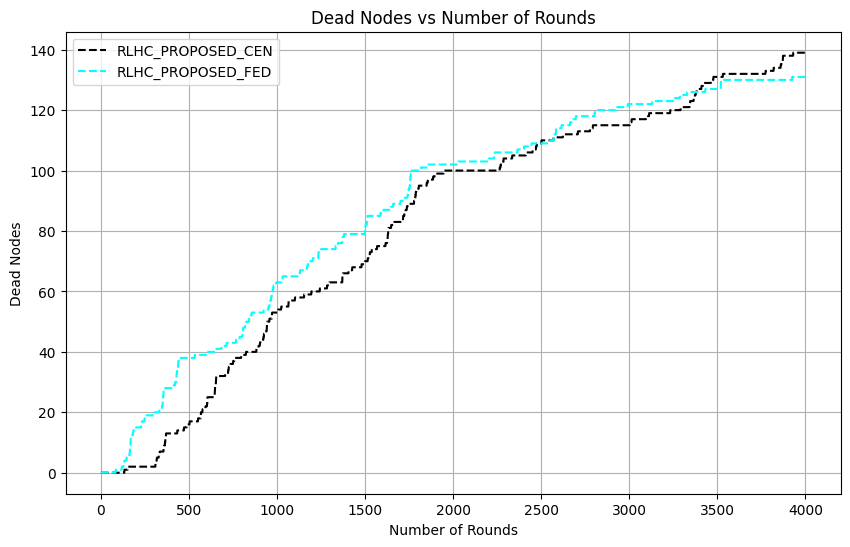 Dead Nodes vs Number of Rounds
RLHC_PROPOSED_CEN
RLHC_PROPOSED_FED
140
120
100
80
60
40
20
0
Dead Nodes
0 500 1000 1500 2000 2500 3000 3500 4000
Number of Rounds